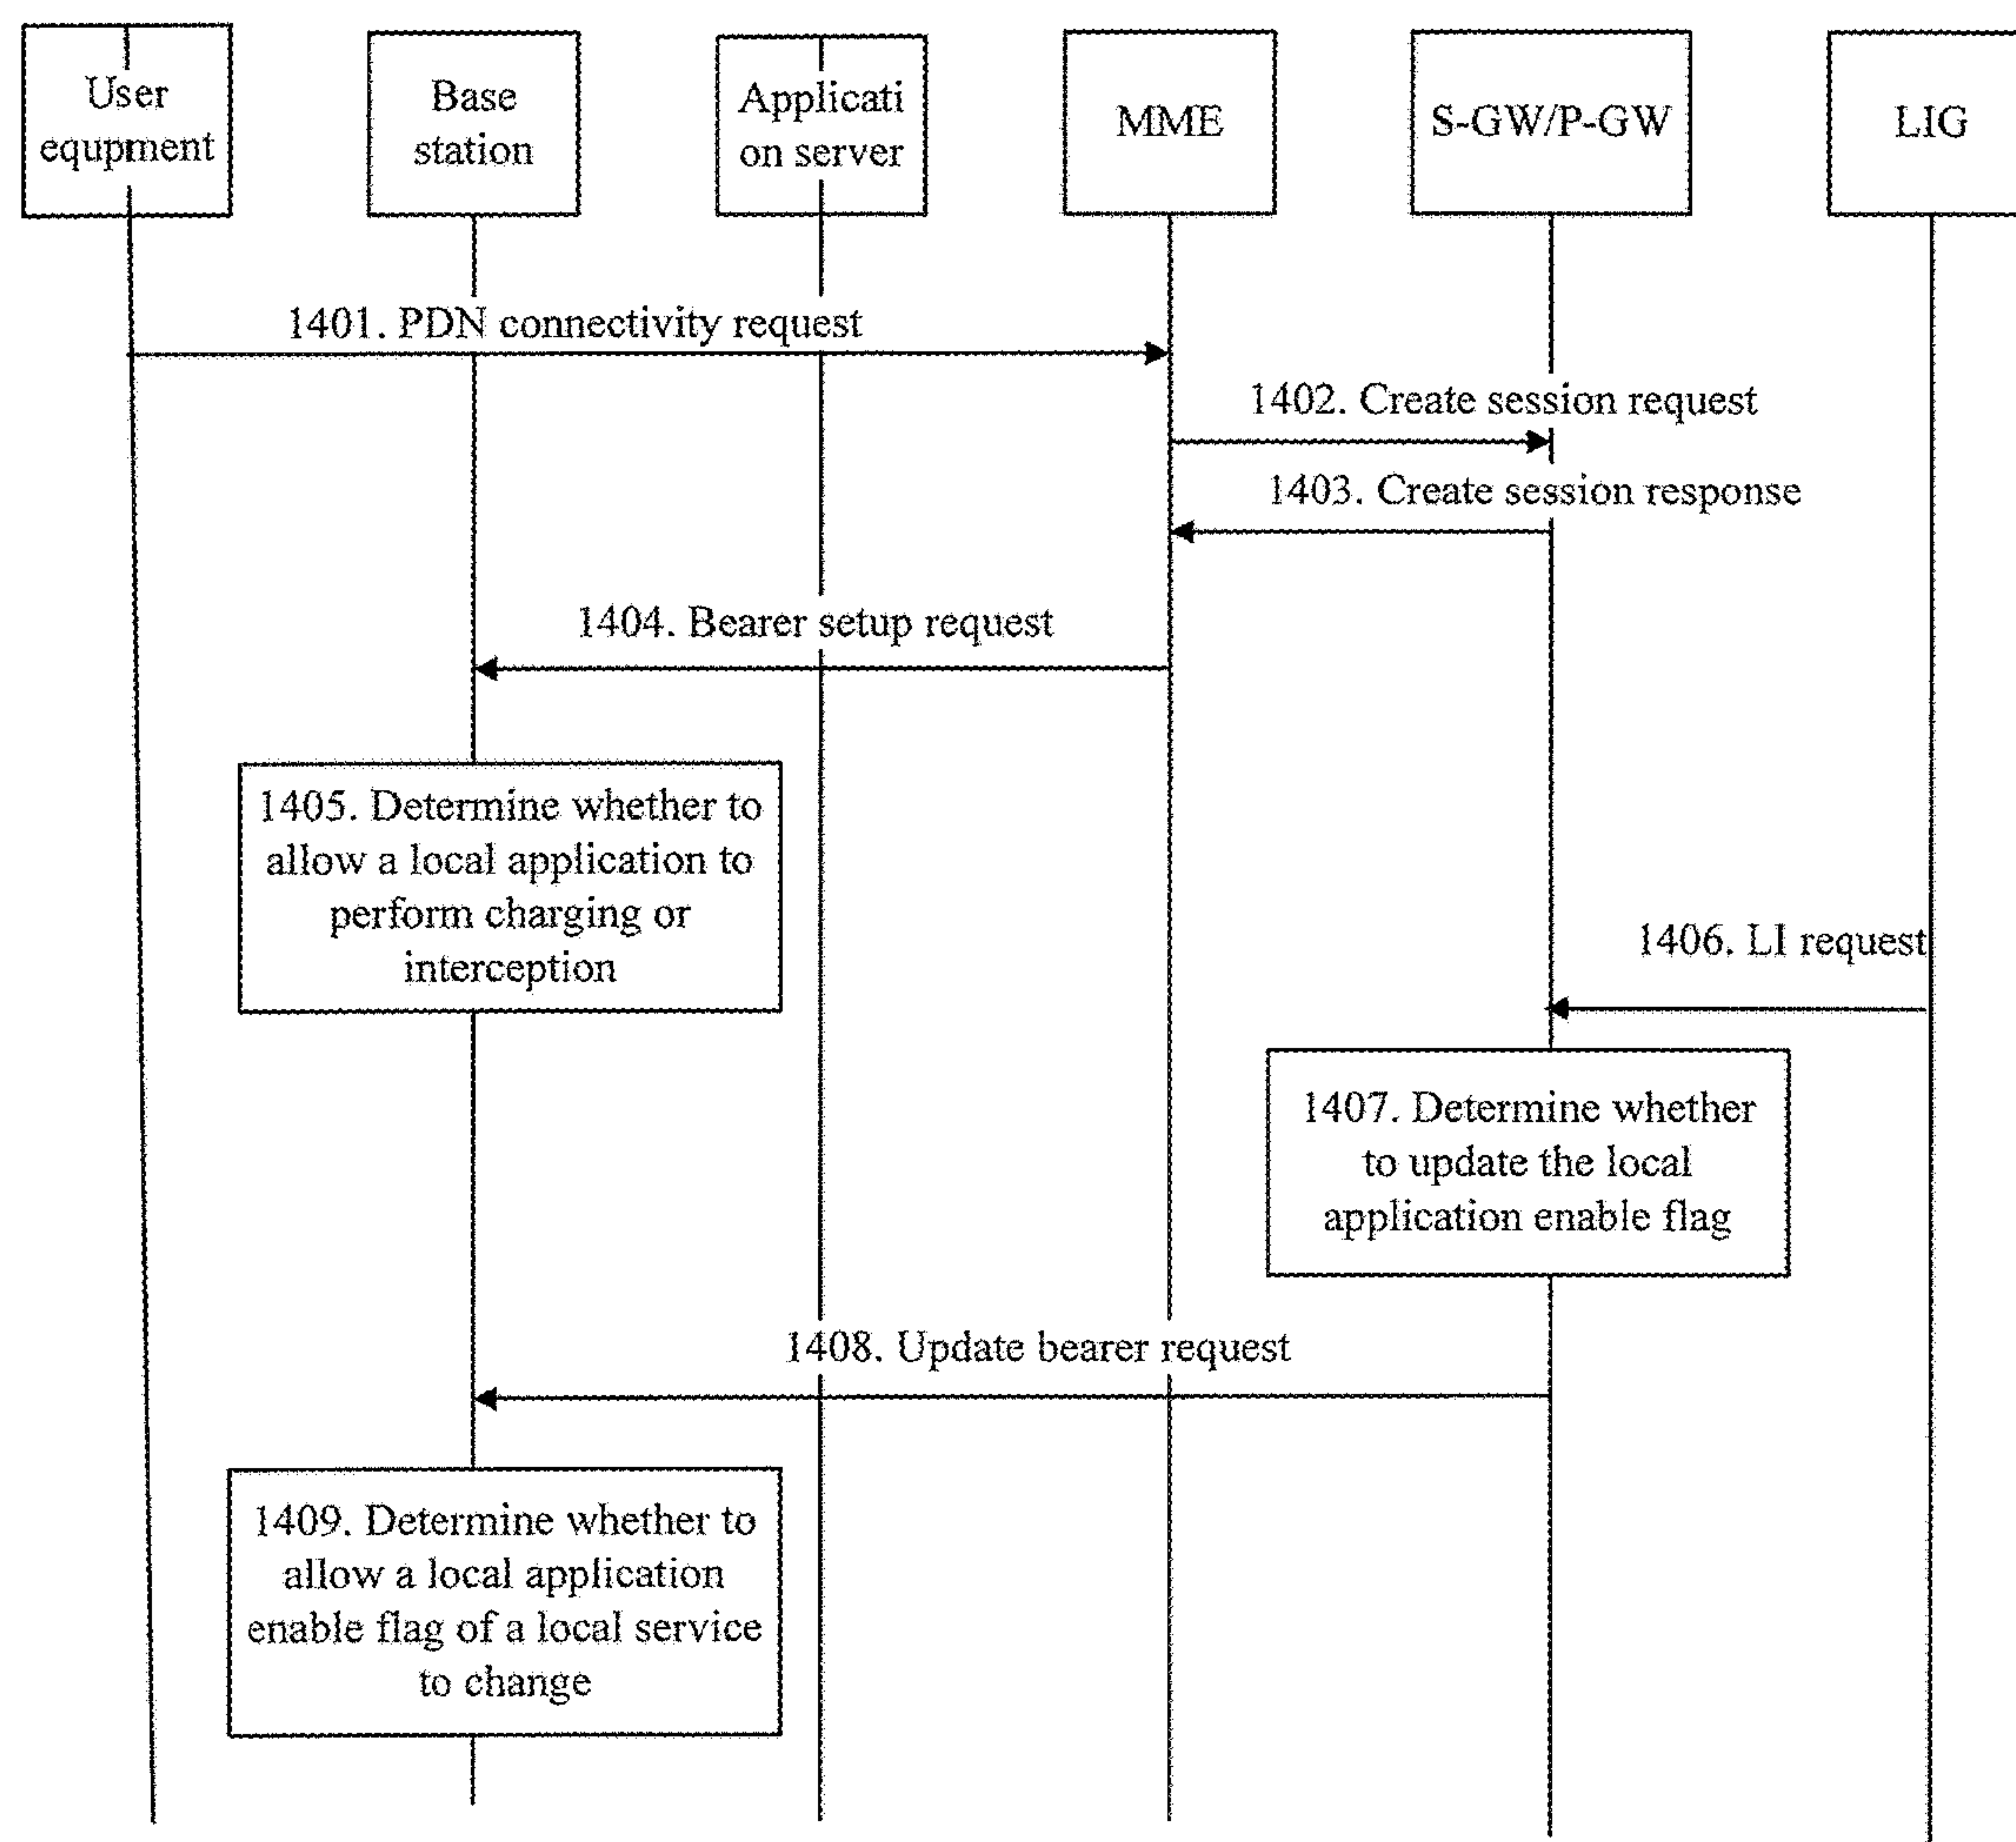 User
equpment
Base
station
Applicati
on server
MME
S-GW/P-GW
LIG
1401. PDN connectivity request
1402. Create session request
1403. Create session response
1404. Bearer setup request
1405. Determine whether to
allow a local application to
perform charging or
interception
1406. LI request
1407. Determine whether
to update the local
application enable flag
1408. Update bearer request
1409. Determine whether to
allow a local application
enable flag of a local service
to change